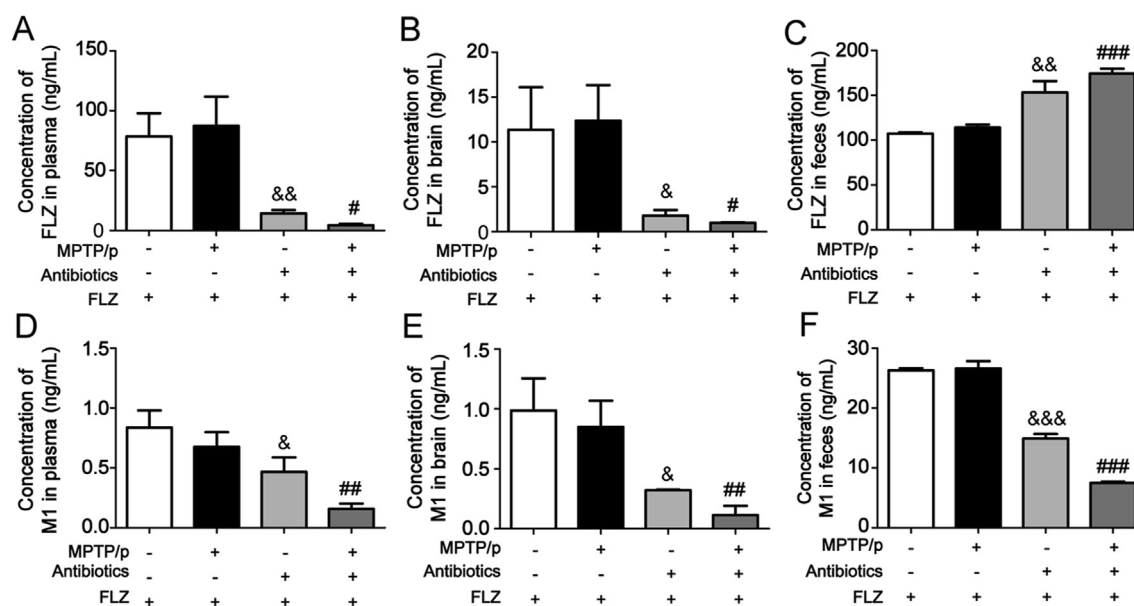 A
Concentration of
FLZ in plasma (ng/mL)
150
100
50
0
&&
#
MPTP/p - + - +
Antibiotics - - + +
FLZ + + + +
B
Concentration of
FLZ in brain (ng/mL)
20
15
10
5
0
&
#
MPTP/p - + - +
Antibiotics - - + +
FLZ + + + +
C
Concentration of
FLZ in feces (ng/mL)
200
150
100
50
0
&&
###
MPTP/p - + - +
Antibiotics - - + +
FLZ + + + +
D
Concentration of
M1 in plasma (ng/mL)
1.5
1.0
0.5
0.0
&
##
MPTP/p - + - +
Antibiotics - - + +
FLZ + + + +
E
Concentration of
M1 in brain (ng/mL)
1.5
1.0
0.5
0.0
&
##
MPTP/p - + - +
Antibiotics - - + +
FLZ + + + +
F
Concentration of
M1 in feces (ng/mL)
30
20
10
0
&&&
###
MPTP/p - + - +
Antibiotics - - + +
FLZ + + + +